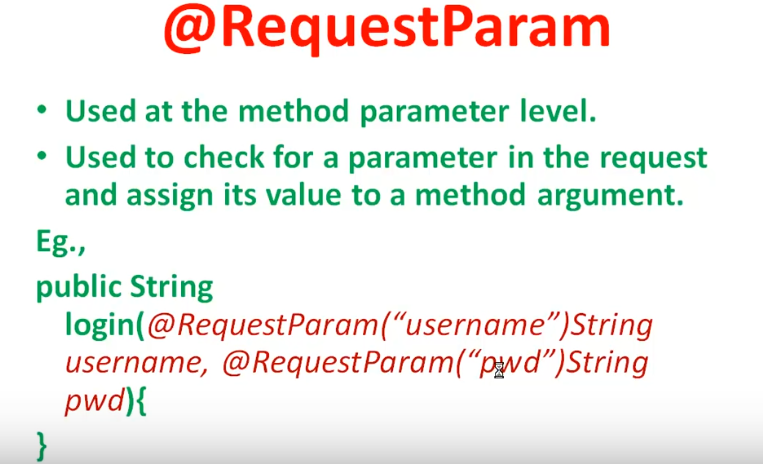 @RequestParam
• Used at the method parameter level.
• Used to check for a parameter in the request
and assign its value to a method argument.
Eg.,
public String
login(@RequestParam(“username”)String
username, @RequestParam(“pwd”)String
pwd){
}